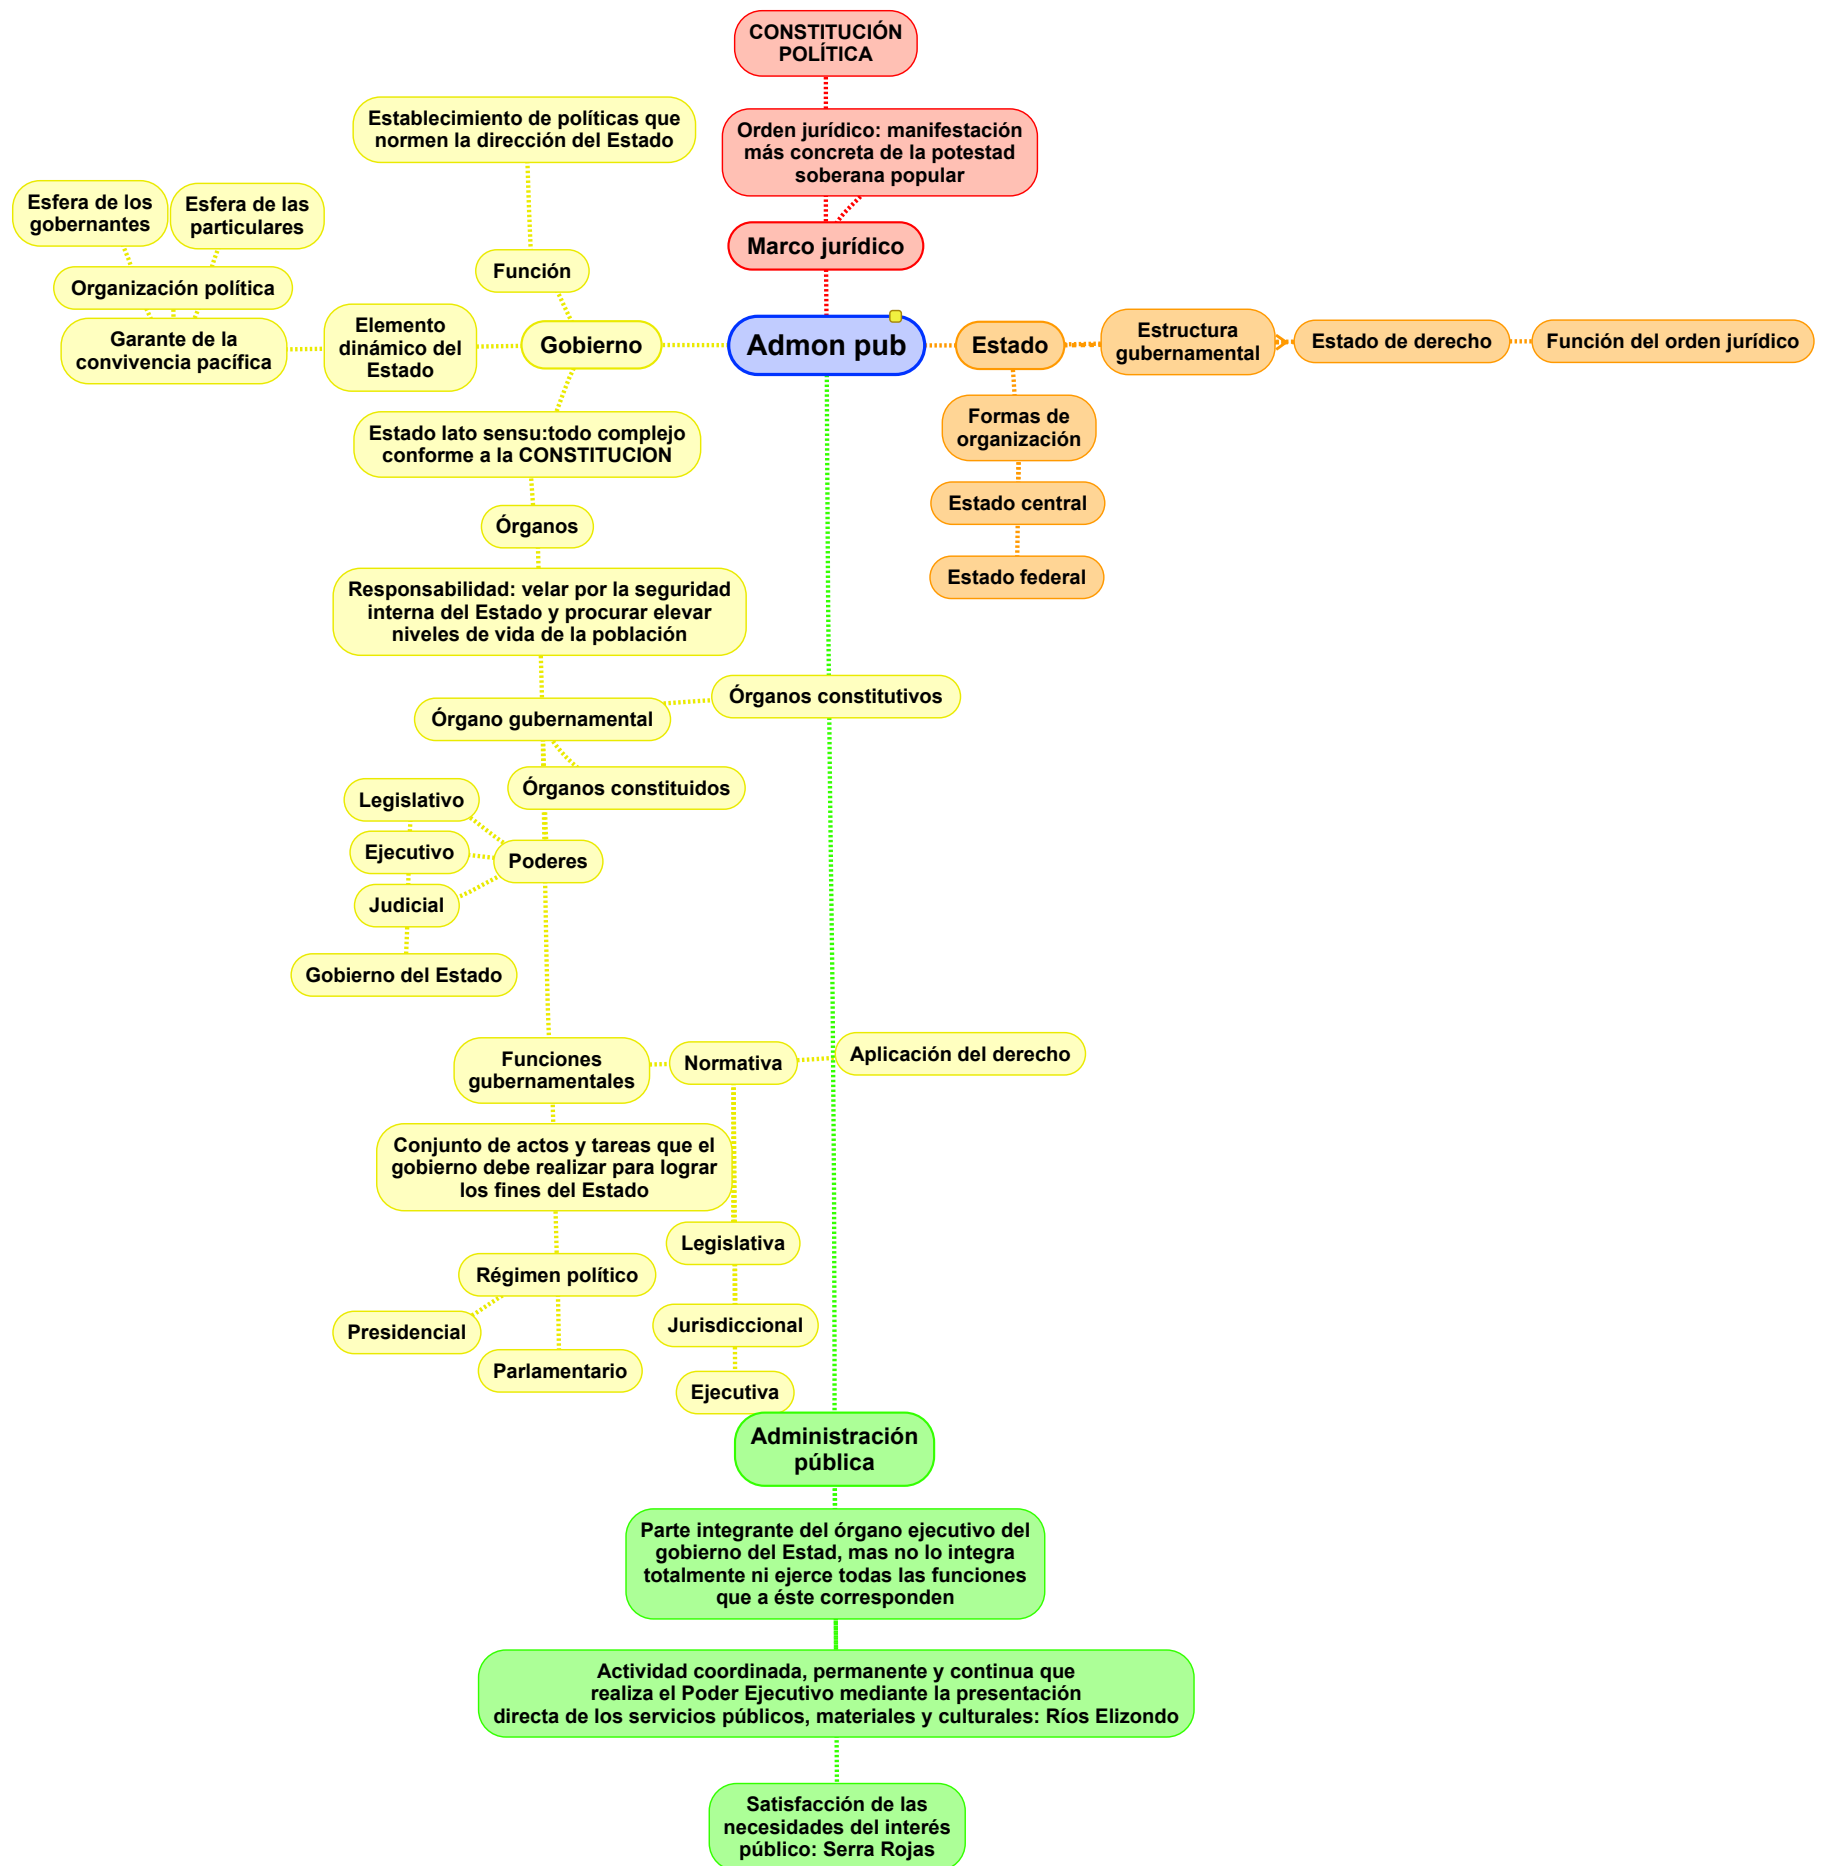 CONSTITUCIÓN
POLÍTICA
Establecimiento de políticas que
normen la dirección del Estado
Orden jurídico: manifestación
más concreta de la potestad
soberana popular
Esfera de los
gobernantes
Esfera de las
particulares
Marco jurídico
Función
Organización política
Garante de la
convivencia pacífica
Elemento
dinámico del
Estado
Gobierno
Admon pub
Estado
Estructura
gubernamental
Estado de derecho
Función del orden jurídico
Formas de
organización
Estado lato sensu:todo complejo
conforme a la CONSTITUCION
Estado central
Órganos
Estado federal
Responsabilidad: velar por la seguridad
interna del Estado y procurar elevar
niveles de vida de la población
Órganos constitutivos
Órgano gubernamental
Órganos constituidos
Legislativo
Ejecutivo
Poderes
Judicial
Gobierno del Estado
Funciones
gubernamentales
Normativa
Aplicación del derecho
Conjunto de actos y tareas que el
gobierno debe realizar para lograr
los fines del Estado
Legislativa
Régimen político
Presidencial
Jurisdiccional
Parlamentario
Ejecutiva
Administración
pública
Parte integrante del órgano ejecutivo del
gobierno del Estad, mas no lo integra
totalmente ni ejerce todas las funciones
que a éste corresponden
Actividad coordinada, permanente y continua que
realiza el Poder Ejecutivo mediante la presentación
directa de los servicios públicos, materiales y culturales: Ríos Elizondo
Satisfacción de las
necesidades del interés
público: Serra Rojas